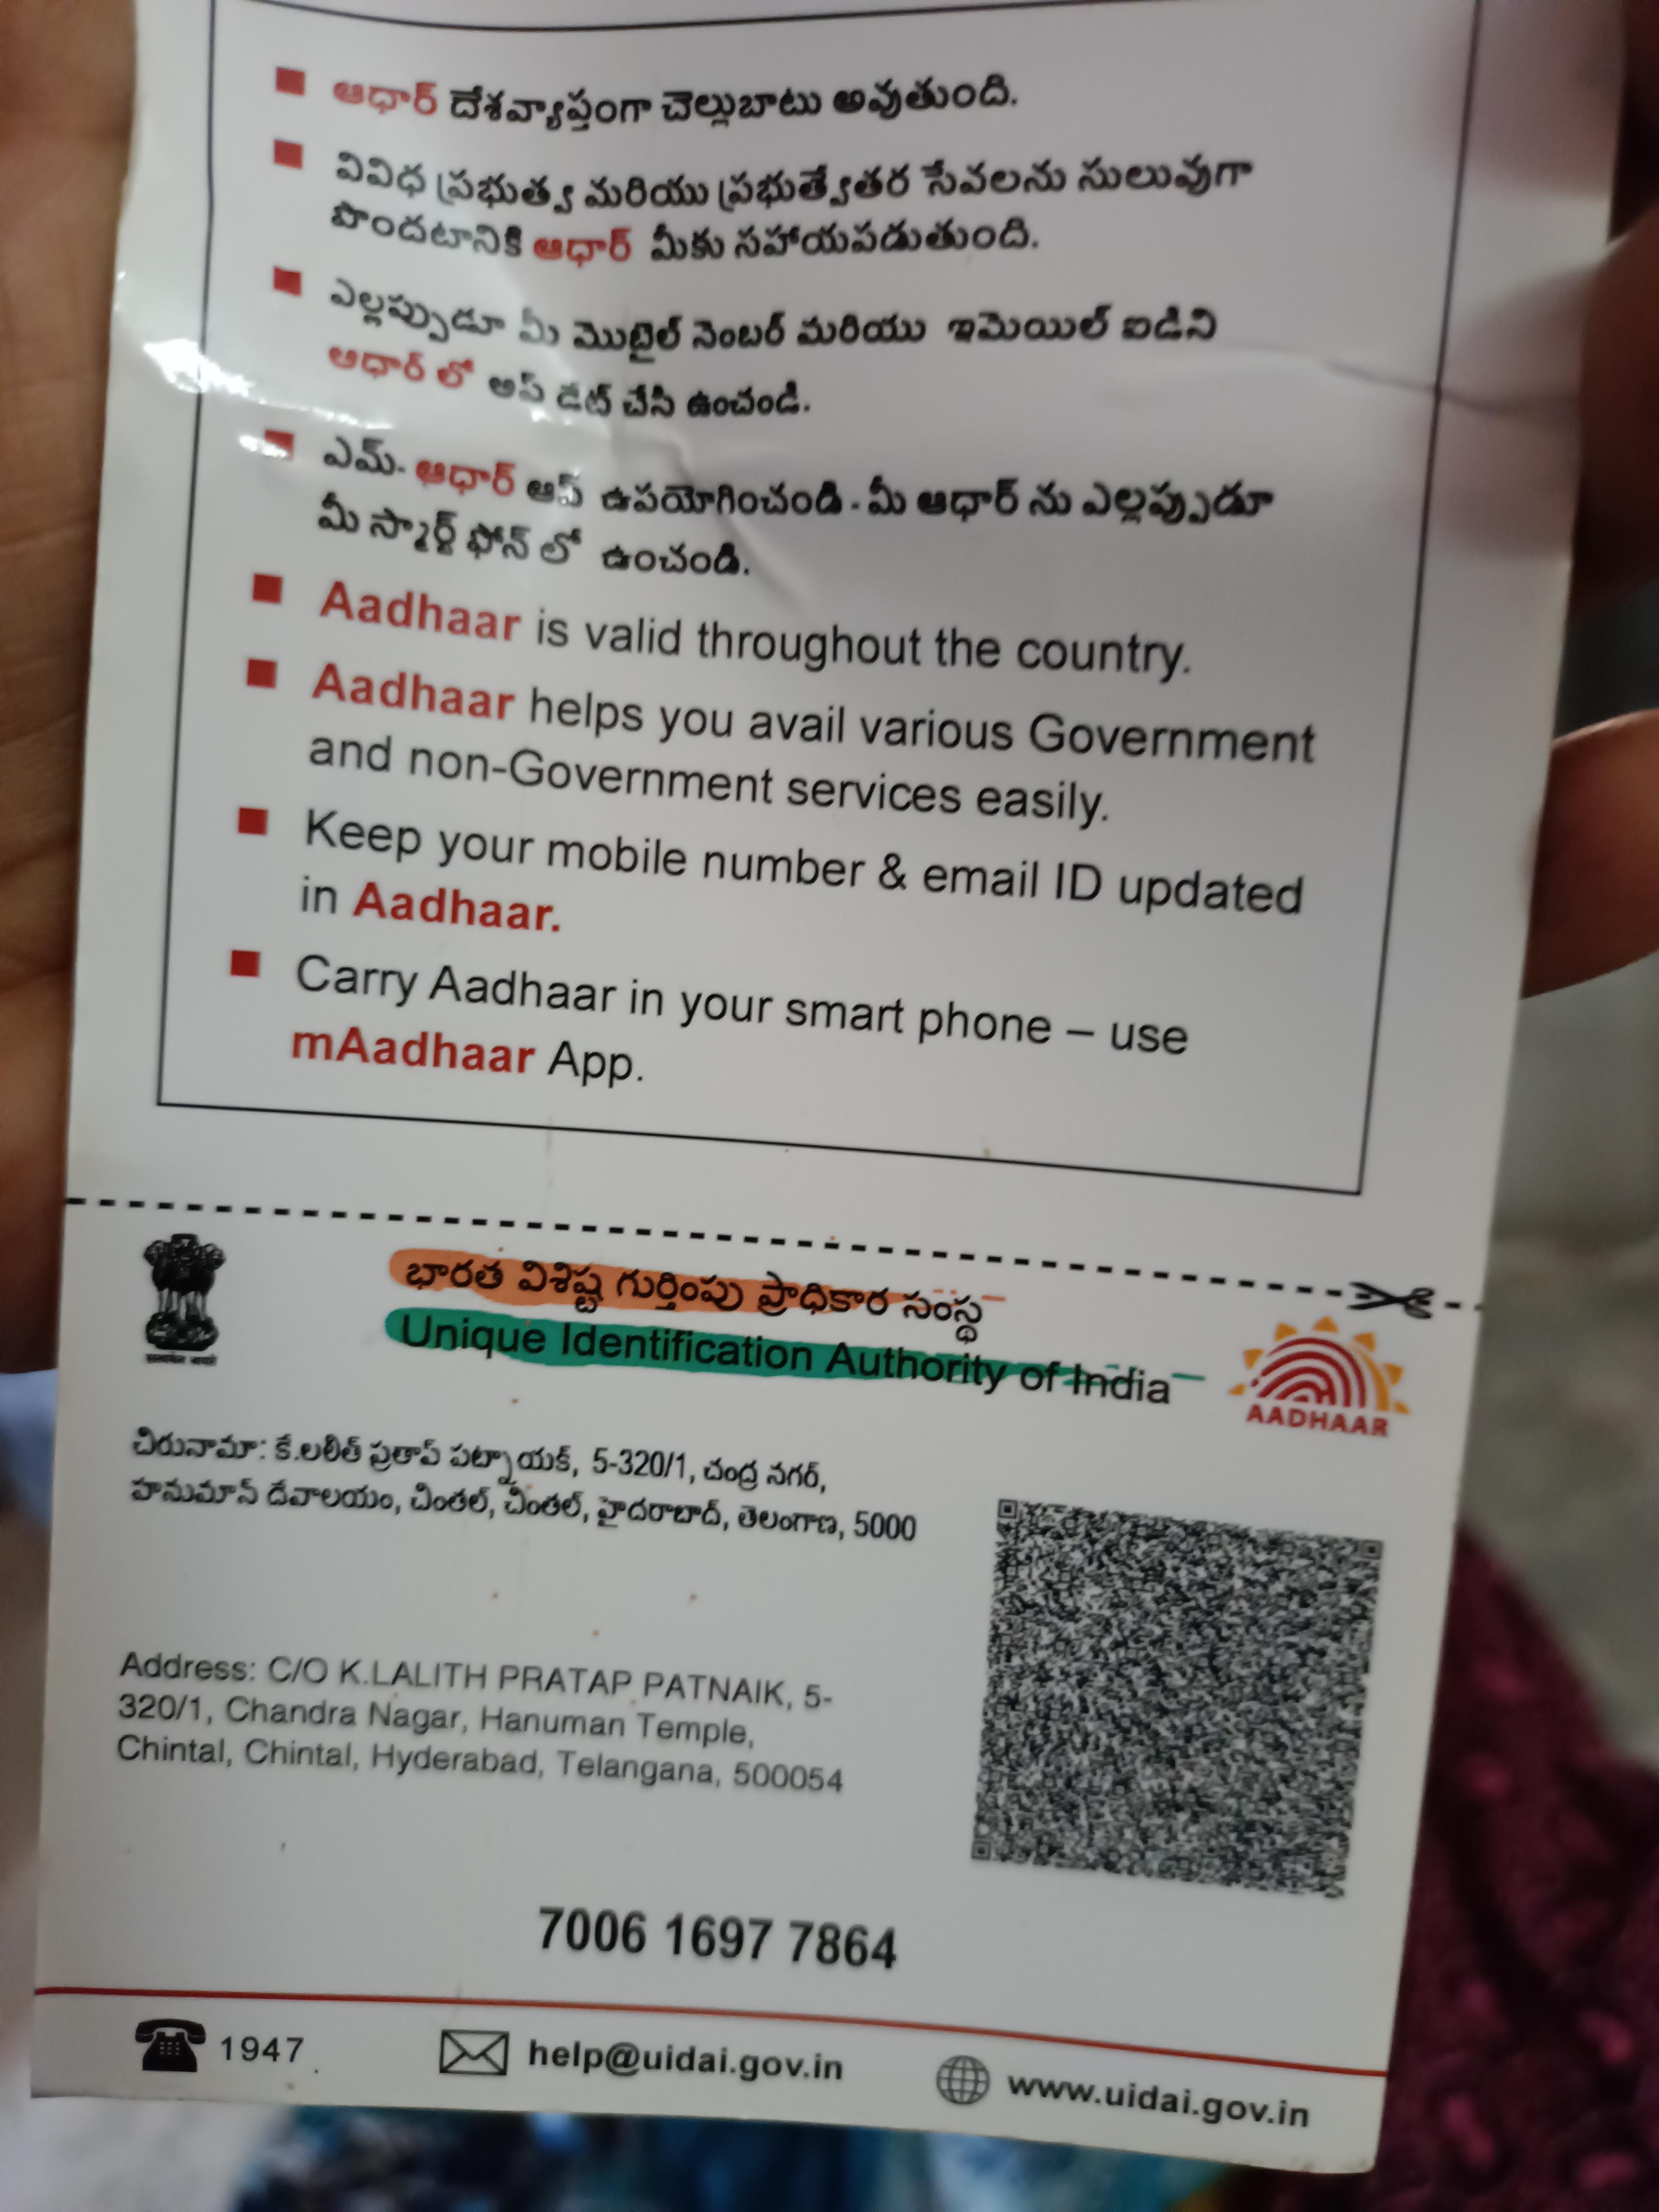 ఆధార్ దేశవ్యాప్తంగా చెల్లుబాటు అవుతుంది.
వివిధ ప్రభుత్వ మరియు ప్రభుత్వేతర సేవలను సులువుగా
పొందటానికి ఆధార్ మీకు సహాయపడుతుంది.
ఎల్లప్పుడూ మీ మొబైల్ నెంబర్ మరియు ఇమెయిల్ ఐడిని
ఆధార్ లో అప్ డేట్ చేసి ఉంచండి.
ఎమ్- ఆధార్ ఆప్ ఉపయోగించండి - మీ ఆధార్ ను ఎల్లప్పుడూ
మీ స్మార్ట్ ఫోన్ లో ఉంచండి.
Aadhaar is valid throughout the country.
Aadhaar helps you avail various Government
and non-Government services easily.
Keep your mobile number & email ID updated
in Aadhaar.
Carry Aadhaar in your smart phone – use
mAadhaar App.
భారత విశిష్ట గుర్తింపు ప్రాధికార సంస్థ
Unique Identification Authority of India
AADHAAR
చిరునామా: కే.లలిత్ ప్రతాప్ పట్నాయక్, 5-320/1, చంద్ర నగర్,
హనుమాన్ దేవాలయం, చింతల్, చింతల్, హైదరాబాద్, తెలంగాణ, 5000
Address: C/O K.LALITH PRATAP PATNAIK, 5-
320/1, Chandra Nagar, Hanuman Temple,
Chintal, Chintal, Hyderabad, Telangana, 500054
7006 1697 7864
1947
help@uidai.gov.in
www.uidai.gov.in